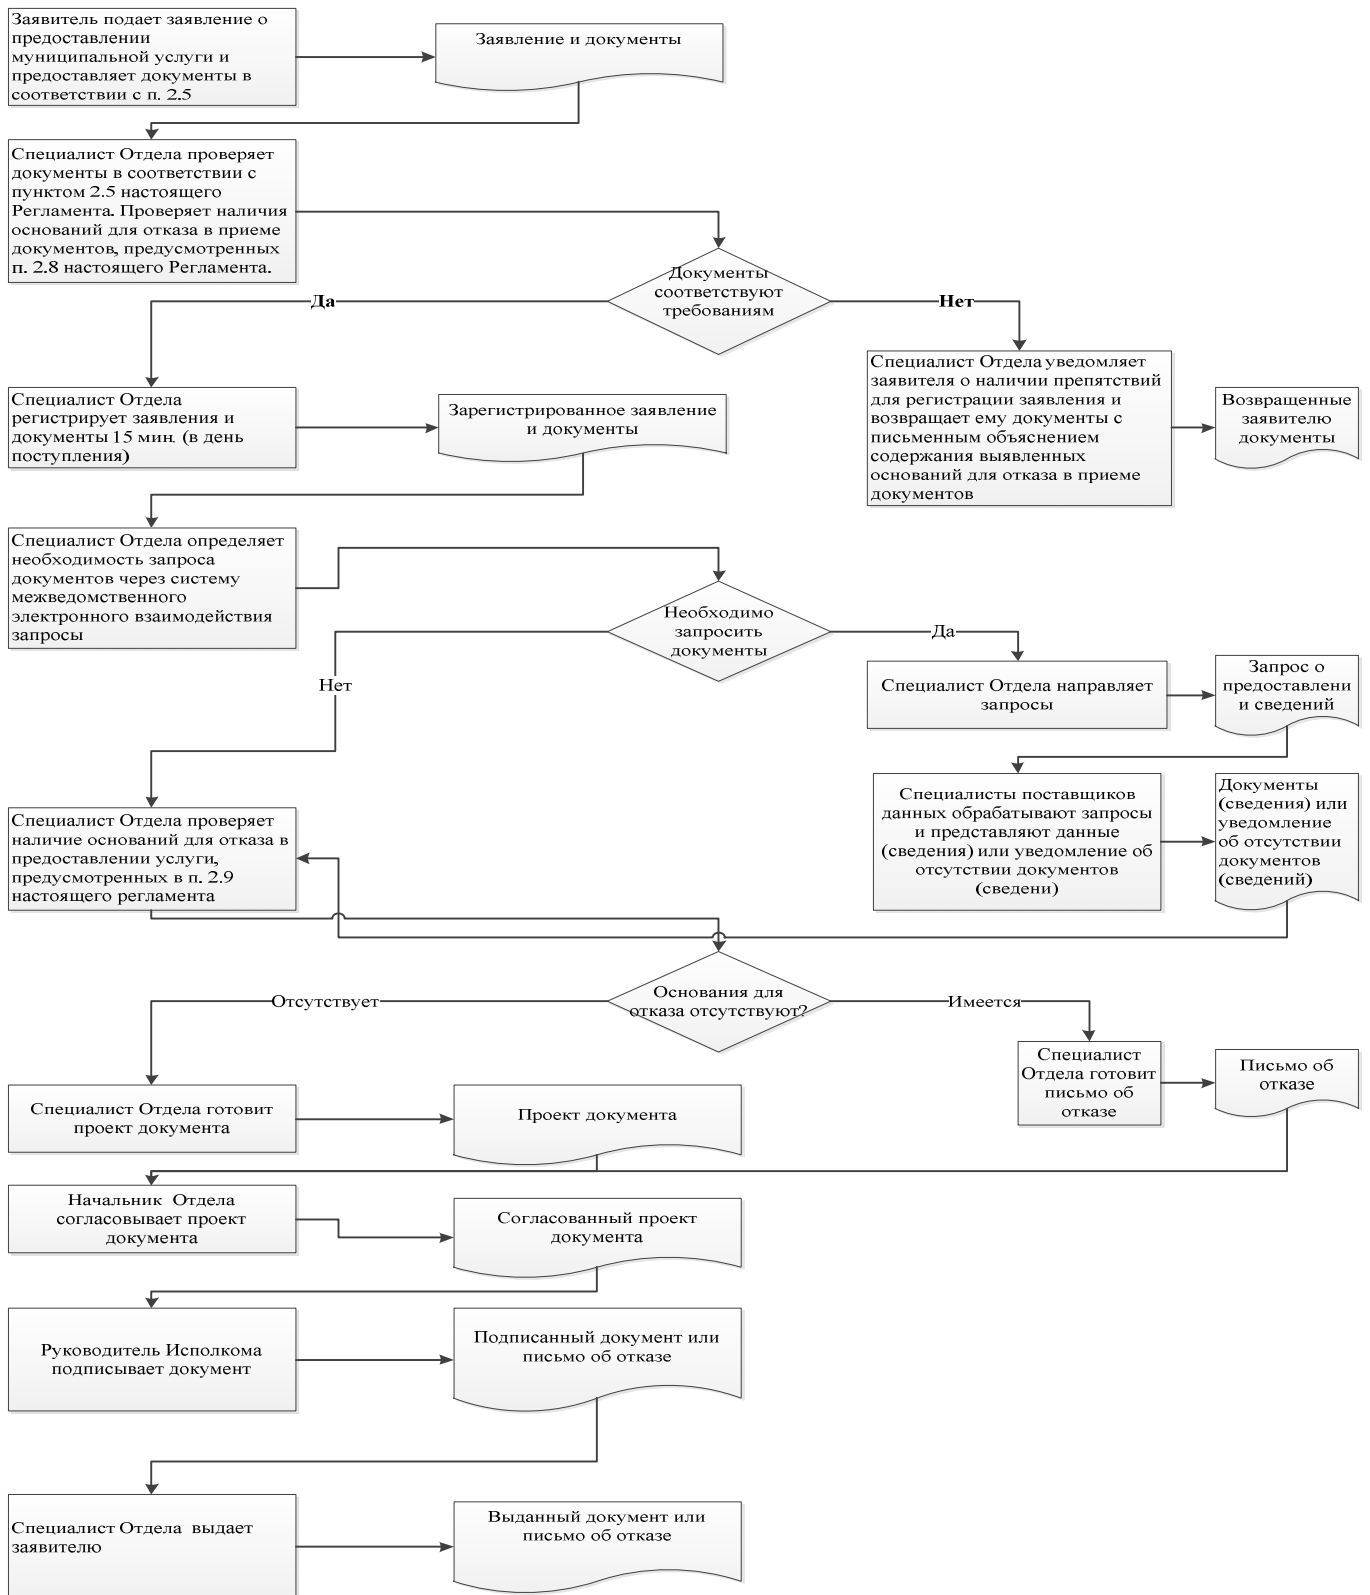 Заявитель подает заявление о
предоставлении
муниципальной услуги и
предоставляет документы в
соответствии с п. 2.5
Заявление и документы
Специалист Отдела проверяет
документы в соответствии с
пунктом 2.5 настоящего
Регламента. Проверяет наличия
оснований для отказа в приеме
документов, предусмотренных
п. 2.8 настоящего Регламента.
Документы
соответствуют
требованиям
Да
Нет
Специалист Отдела
регистрирует заявления и
документы 15 мин. (в день
поступления)
Зарегистрированное заявление
и документы
Специалист Отдела уведомляет
заявителя о наличии препятствий
для регистрации заявления и
возвращает ему документы с
письменным объяснением
содержания выявленных
оснований для отказа в приеме
документов
Возвращенные
заявителю
документы
Специалист Отдела определяет
необходимость запроса
документов через систему
межведомственного
электронного взаимодействия
запросы
Необходимо
запросить
документы
Да
Нет
Специалист Отдела направляет
запросы
Запрос о
предоставлени
и сведений
Специалисты поставщиков
данных обрабатывают запросы
и представляют данные
(сведения) или уведомление об
отсутствии документов
(сведени)
Документы
(сведения) или
уведомление
об отсутствии
документов
(сведений)
Специалист Отдела проверяет
наличие оснований для отказа в
предоставлении услуги,
предусмотренных в п. 2.9
настоящего регламента
Основания для
отказа отсутствуют?
Отсутствует
Имеется
Специалист
Отдела готовит
письмо об
отказе
Письмо об
отказе
Специалист Отдела готовит
проект документа
Проект документа
Начальник Отдела
согласовывает проект
документа
Согласованный проект
документа
Руководитель Исполкома
подписывает документ
Подписанный документ или
письмо об отказе
Специалист Отдела выдает
заявителю
Выданный документ или
письмо об отказе